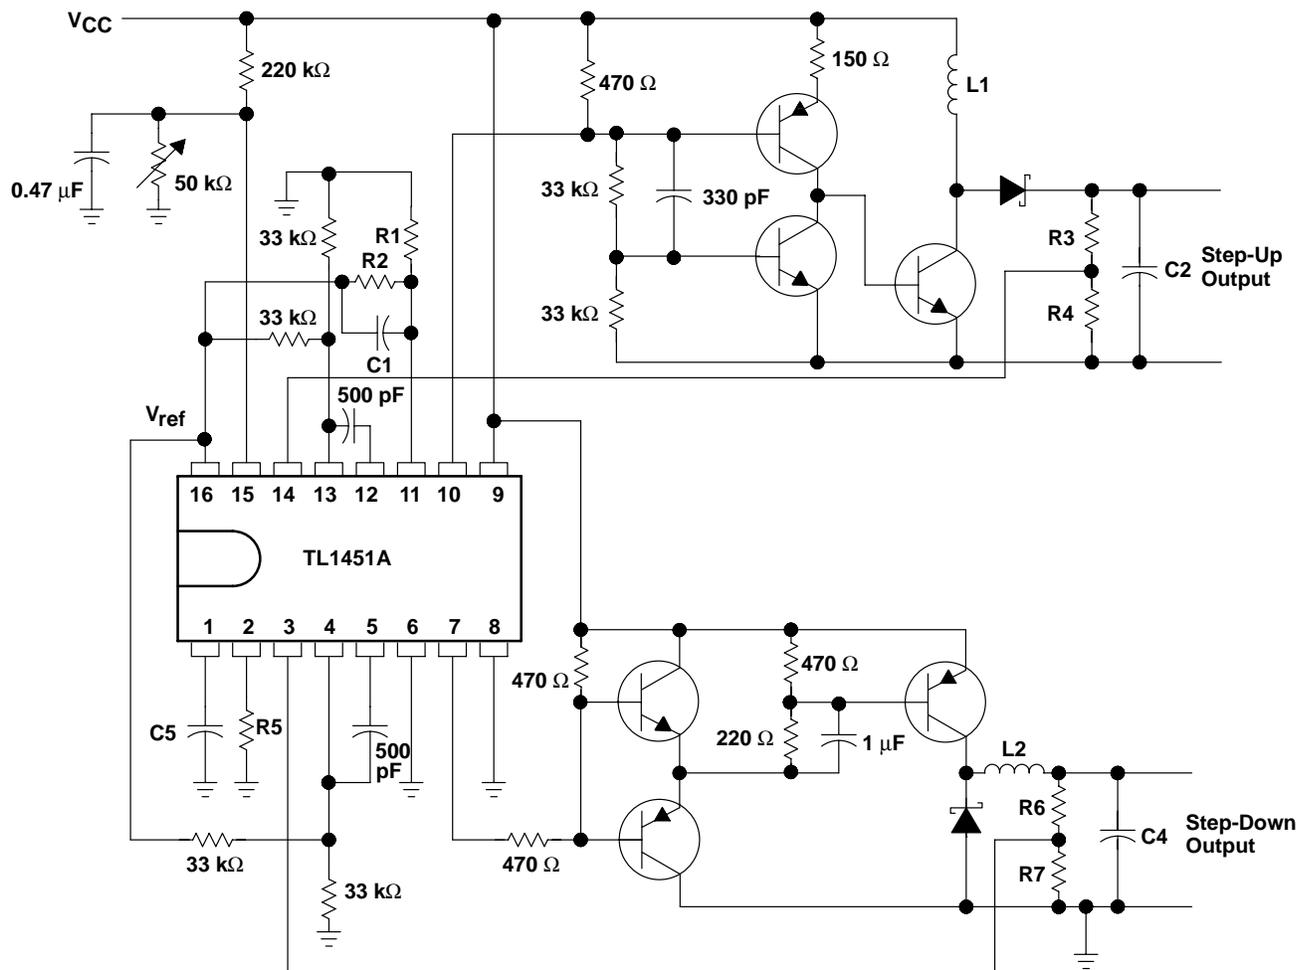 VCC
220 kΩ
470 Ω
150 Ω
L1
0.47 μF
50 kΩ
33 kΩ
330 pF
33 kΩ
R1
R2
R3
C2
Step-Up
Output
33 kΩ
33 kΩ
R4
C1
500 pF
Vref
16 15 14 13 12 11 10 9
TL1451A
1 2 3 4 5 6 7 8
470 Ω
470 Ω
C5
R5
500
pF
220 Ω
1 μF
L2
R6
C4
Step-Down
Output
33 kΩ
470 Ω
R7
33 kΩ